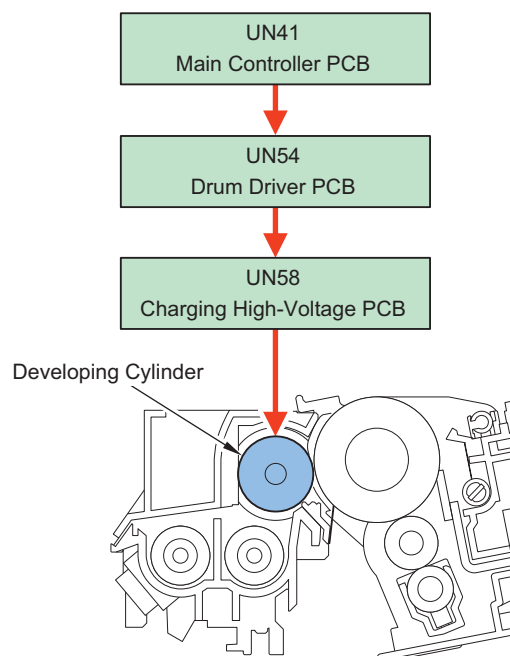 UN41
Main Controller PCB
UN54
Drum Driver PCB
UN58
Charging High-Voltage PCB
Developing Cylinder